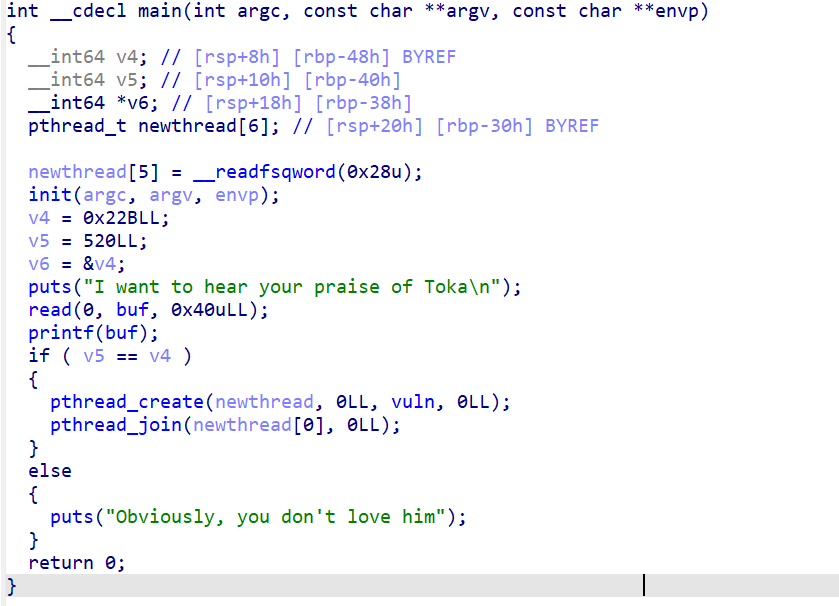 int __cdecl main(int argc, const char **argv, const char **envp)
{
  __int64 v4; // [rsp+8h] [rbp-48h] BYREF
  __int64 v5; // [rsp+10h] [rbp-40h]
  __int64 *v6; // [rsp+18h] [rbp-38h]
  pthread_t newthread[6]; // [rsp+20h] [rbp-30h] BYREF

  newthread[5] = __readfsqword(0x28u);
  init(argc, argv, envp);
  v4 = 0x22BLL;
  v5 = 520LL;
  v6 = &v4;
  puts("I want to hear your praise of Toka\n");
  read(0, buf, 0x40uLL);
  printf(buf);
  if ( v5 == v4 )
  {
    pthread_create(newthread, 0LL, vuln, 0LL);
    pthread_join(newthread[0], 0LL);
  }
  else
  {
    puts("Obviously, you don't love him");
  }
  return 0;
}